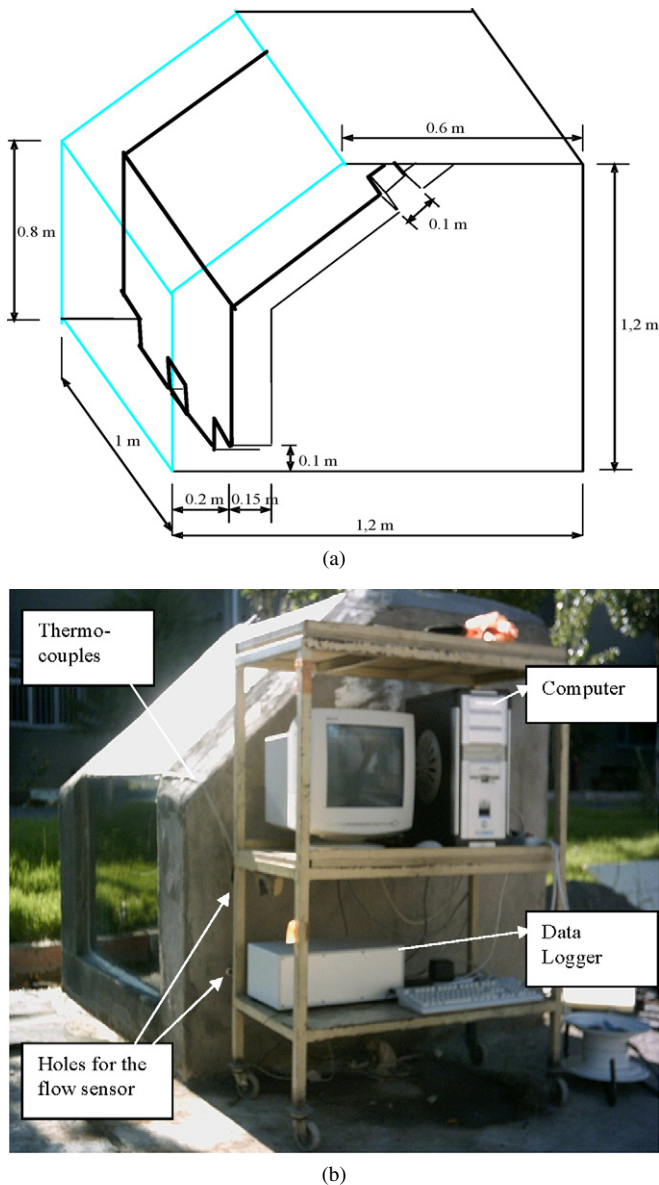 0.6 m
0.8 m
0.1 m
1,2 m
1 m
0.1 m
0.2 m
0.15 m
1,2 m
(a)
Thermo-
couples
Computer
Data
Logger
Holes for the
flow sensor
(b)